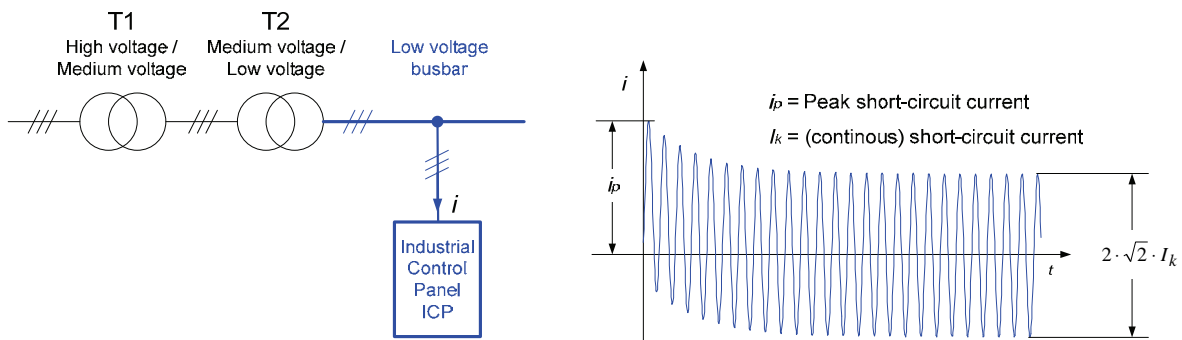 T1
High voltage /
Medium voltage
T2
Medium voltage /
Low voltage
Low voltage
busbar
i
Industrial
Control
Panel
ICP
i
ip = Peak short-circuit current
Ik = (continous) short-circuit current
ip
t
2·√2·Ik